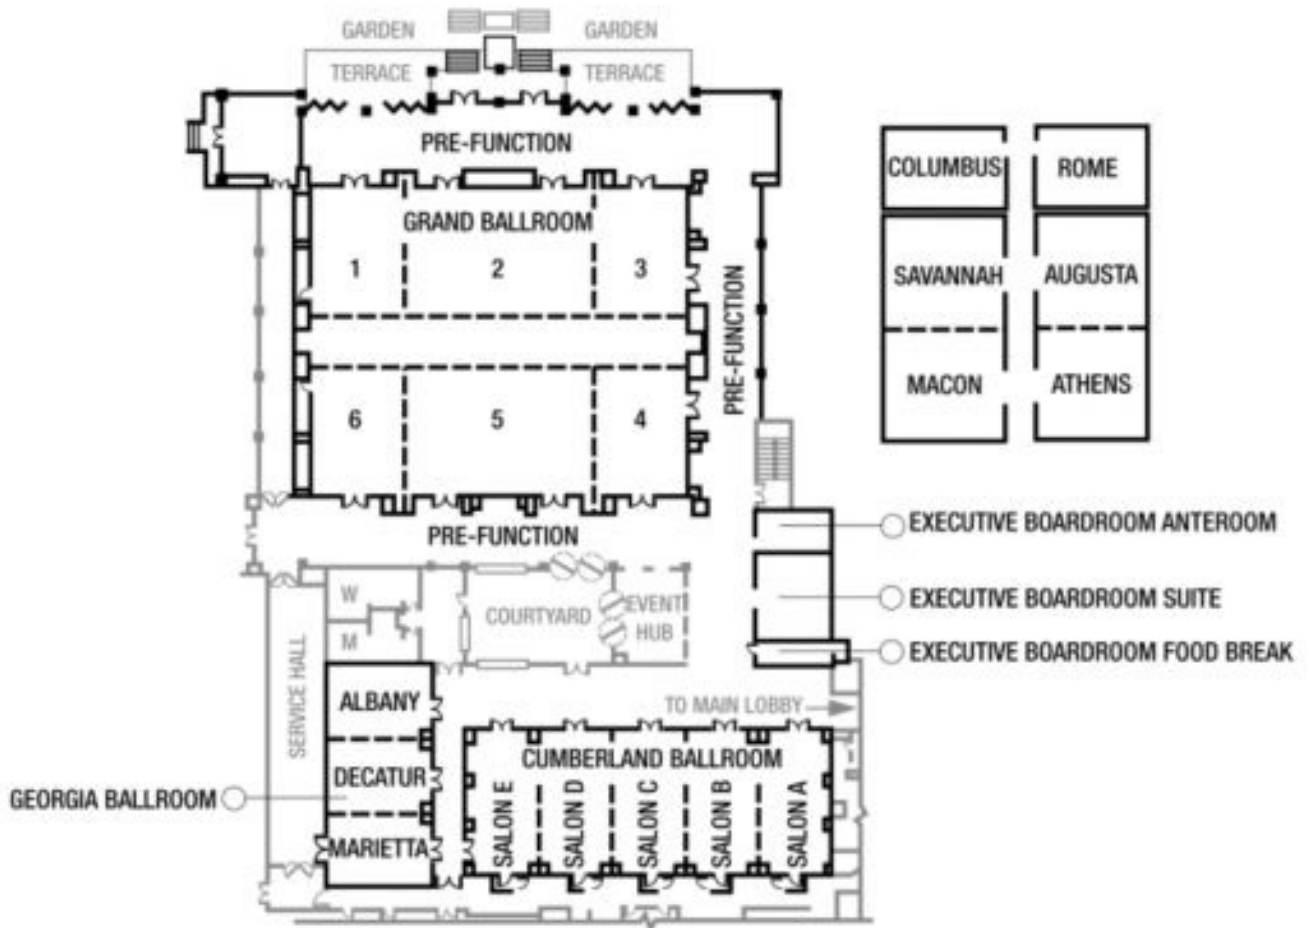 GARDEN
GARDEN
TERRACE
TERRACE
PRE-FUNCTION
COLUMBUS
ROME
GRAND BALLROOM
1
2
3
SAVANNAH
AUGUSTA
PRE-FUNCTION
MACON
ATHENS
6
5
4
EXECUTIVE BOARDROOM ANTEROOM
PRE-FUNCTION
W
COURTYARD
EVENT
HUB
EXECUTIVE BOARDROOM SUITE
M
EXECUTIVE BOARDROOM FOOD BREAK
SERVICE HALL
ALBANY
TO MAIN LOBBY
CUMBERLAND BALLROOM
DECATUR
GEORGIA BALLROOM
MARIETTA
SALON E
SALON D
SALON C
SALON B
SALON A